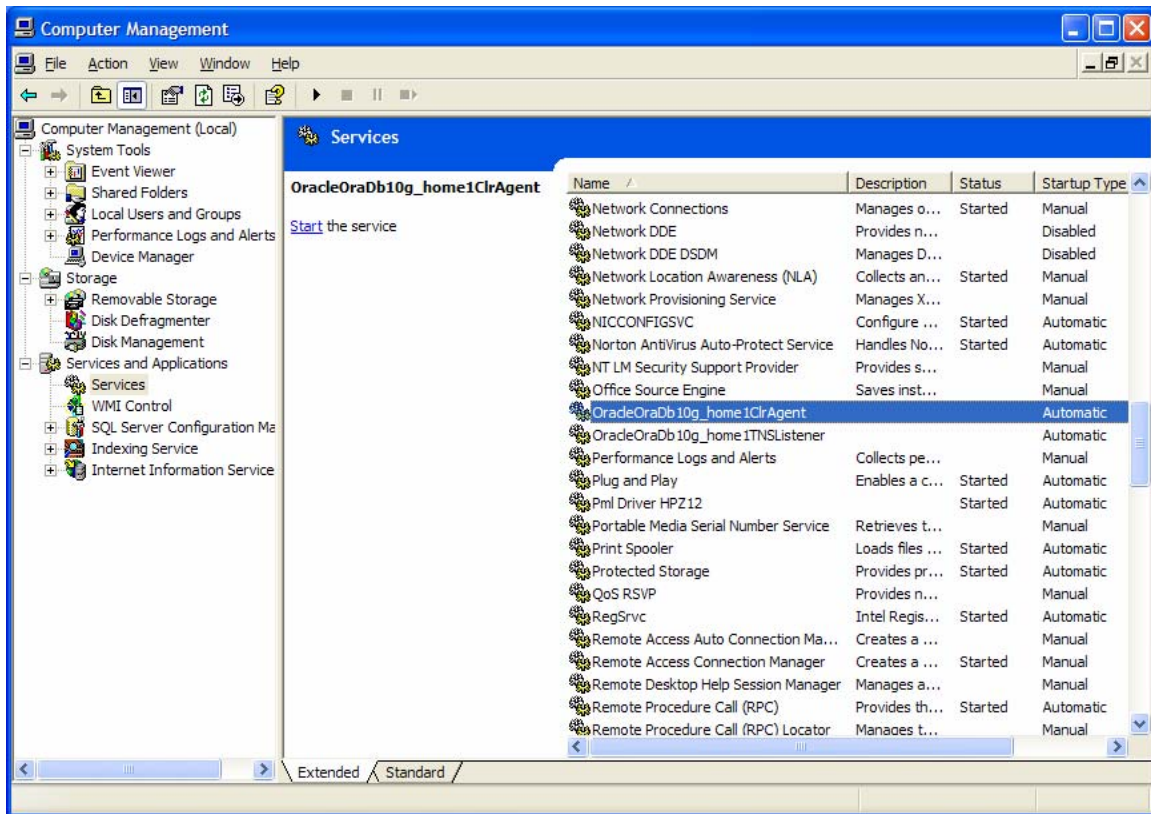 Computer Management
File Action View Window Help
Computer Management (Local)
System Tools
Event Viewer
Shared Folders
Local Users and Groups
Performance Logs and Alerts
Device Manager
Storage
Removable Storage
Disk Defragmenter
Disk Management
Services and Applications
Services
WMI Control
SQL Server Configuration Ma
Indexing Service
Internet Information Service
Services
OracleOraDb10g_home1ClrAgent
Start the service
Name Description Status Startup Type
Network Connections Manages o... Started Manual
Network DDE Provides n... Disabled
Network DDE DSDM Manages D... Disabled
Network Location Awareness (NLA) Collects an... Started Manual
Network Provisioning Service Manages X... Manual
NICCONFIGSVC Configure ... Started Automatic
Norton AntiVirus Auto-Protect Service Handles No... Started Automatic
NT LM Security Support Provider Provides s... Manual
Office Source Engine Saves inst... Manual
OracleOraDb10g_home1ClrAgent Automatic
OracleOraDb10g_home1TNSListener Automatic
Performance Logs and Alerts Collects pe... Manual
Plug and Play Enables a c... Started Automatic
Pml Driver HPZ12 Started Automatic
Portable Media Serial Number Service Retrieves t... Manual
Print Spooler Loads files ... Started Automatic
Protected Storage Provides pr... Started Automatic
QoS RSVP Provides n... Manual
RegSrvc Intel Regis... Started Automatic
Remote Access Auto Connection Ma... Creates a ... Manual
Remote Access Connection Manager Creates a ... Started Manual
Remote Desktop Help Session Manager Manages a... Manual
Remote Procedure Call (RPC) Provides th... Started Automatic
Remote Procedure Call (RPC) Locator Manages t... Manual
Extended Standard